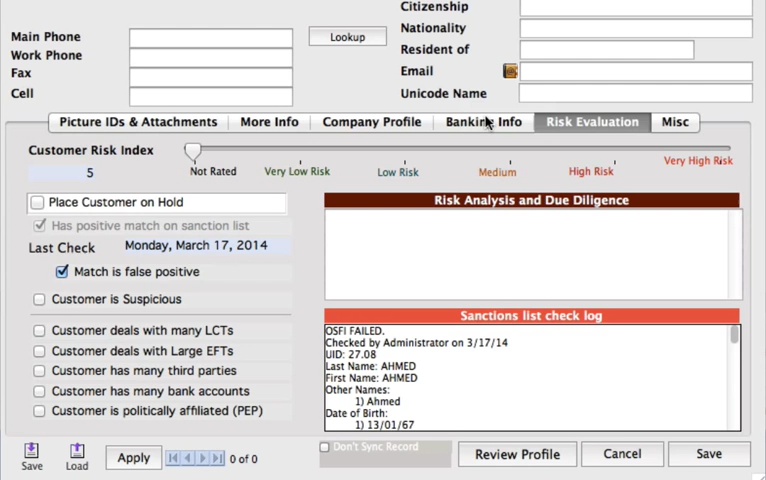 Citizenship
Nationality
Main Phone
Lookup
Resident of
Work Phone
Fax
Email
Cell
Unicode Name
Picture IDs & Attachments
More Info
Company Profile
Banking Info
Risk Evaluation
Misc
Customer Risk Index
5
Not Rated
Very Low Risk
Low Risk
Medium
High Risk
Very High Risk
Place Customer on Hold
Has positive match on sanction list
Last Check
Monday, March 17, 2014
Match is false positive
Customer is Suspicious
Customer deals with many LCTs
Customer deals with Large EFTs
Customer has many third parties
Customer has many bank accounts
Customer is politically affiliated (PEP)
Risk Analysis and Due Diligence
Sanctions list check log
OSFI FAILED.
Checked by Administrator on 3/17/14
UID: 27.08
Last Name: AHMED
First Name: AHMED
Other Names:
1) Ahmed
Date of Birth:
1) 13/01/67
Save
Load
Apply
0 of 0
Don't Sync Record
Review Profile
Cancel
Save